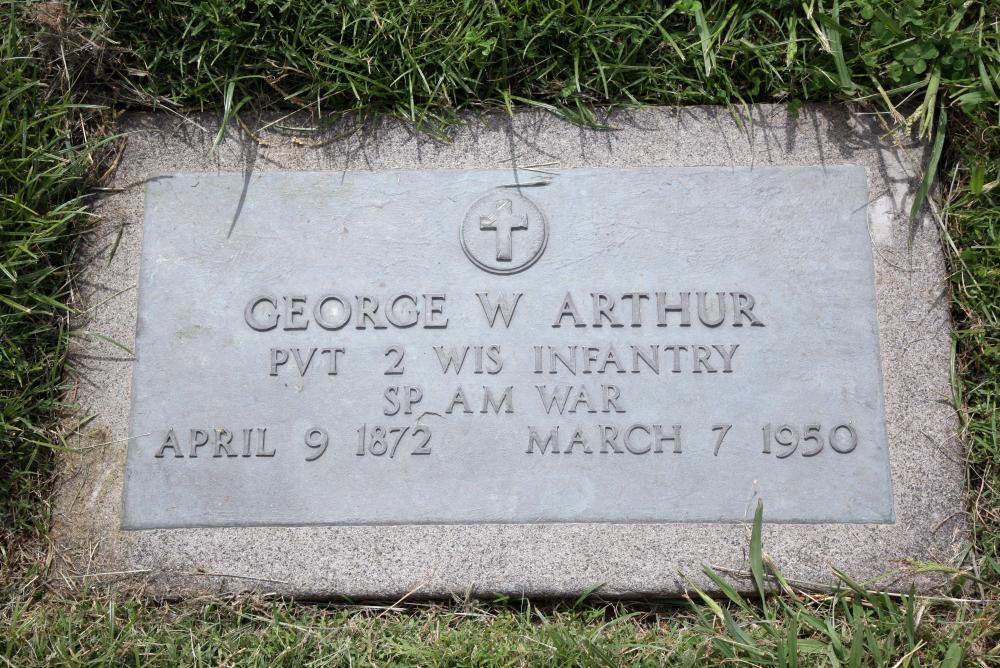 GEORGE W ARTHUR
PVT 2 WIS INFANTRY
SP AM WAR
APRIL 9 1872 MARCH 7 1950